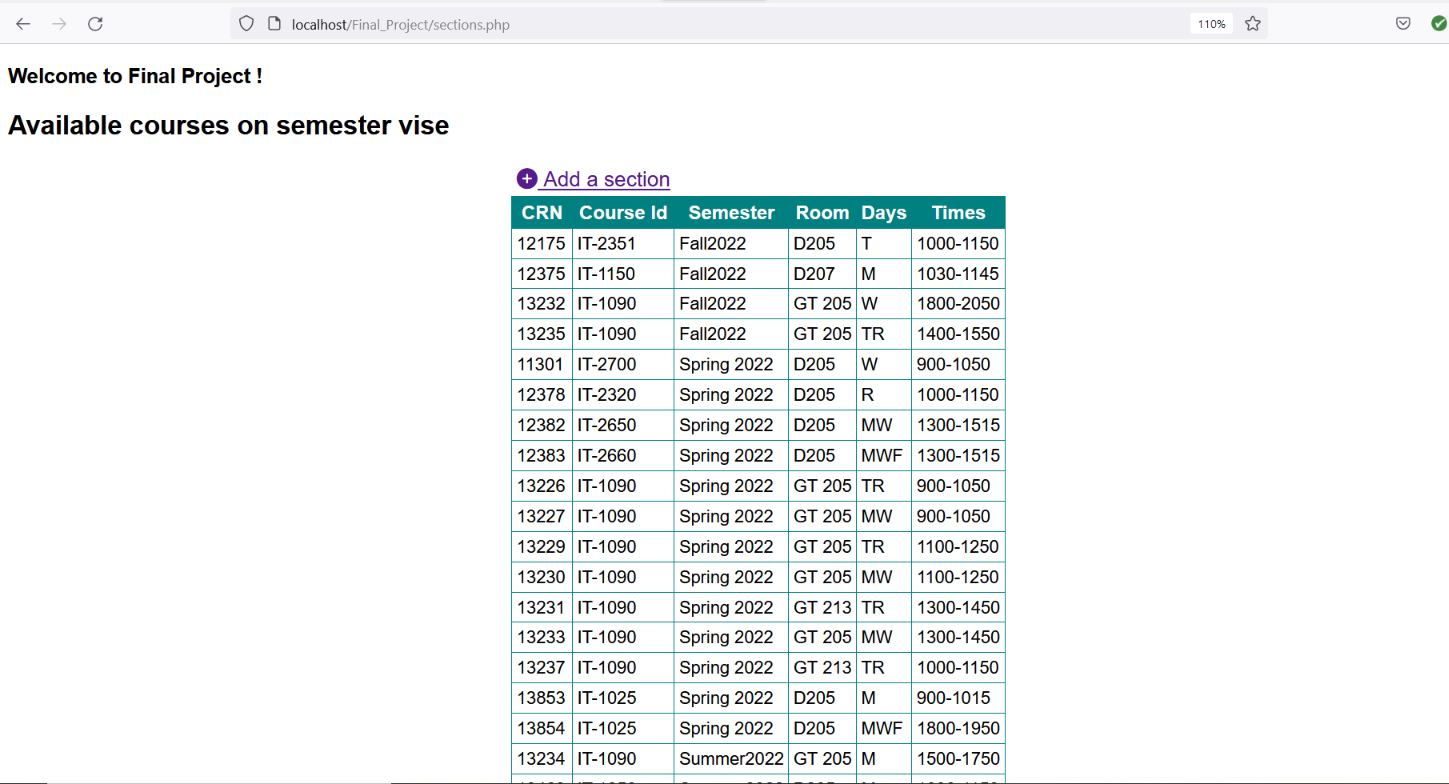 localhost/Final_Project/sections.php 110%
Welcome to Final Project !
Available courses on semester vise
Add a section
CRN Course Id Semester Room Days Times
12175 IT-2351 Fall2022 D205 T 1000-1150
12375 IT-1150 Fall2022 D207 M 1030-1145
13232 IT-1090 Fall2022 GT 205 W 1800-2050
13235 IT-1090 Fall2022 GT 205 TR 1400-1550
11301 IT-2700 Spring 2022 D205 W 900-1050
12378 IT-2320 Spring 2022 D205 R 1000-1150
12382 IT-2650 Spring 2022 D205 MW 1300-1515
12383 IT-2660 Spring 2022 D205 MWF 1300-1515
13226 IT-1090 Spring 2022 GT 205 TR 900-1050
13227 IT-1090 Spring 2022 GT 205 MW 900-1050
13229 IT-1090 Spring 2022 GT 205 TR 1100-1250
13230 IT-1090 Spring 2022 GT 205 MW 1100-1250
13231 IT-1090 Spring 2022 GT 213 TR 1300-1450
13233 IT-1090 Spring 2022 GT 205 MW 1300-1450
13237 IT-1090 Spring 2022 GT 213 TR 1000-1150
13853 IT-1025 Spring 2022 D205 M 900-1015
13854 IT-1025 Spring 2022 D205 MWF 1800-1950
13234 IT-1090 Summer2022 GT 205 M 1500-1750